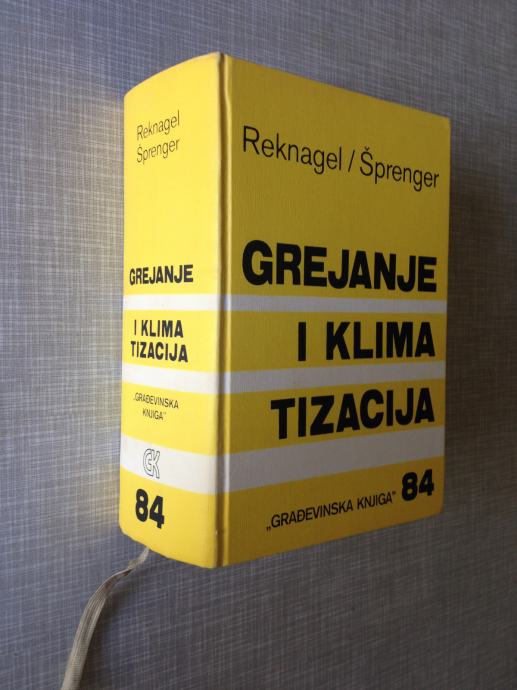 Reknagel
Šprenger
GREJANJE
I KLIMA
TIZACIJA
„GRAĐEVINSKA
KNJIGA"
GK
84
Reknagel / Šprenger
GREJANJE
I KLIMA
TIZACIJA
„GRAĐEVINSKA KNJIGA" 84